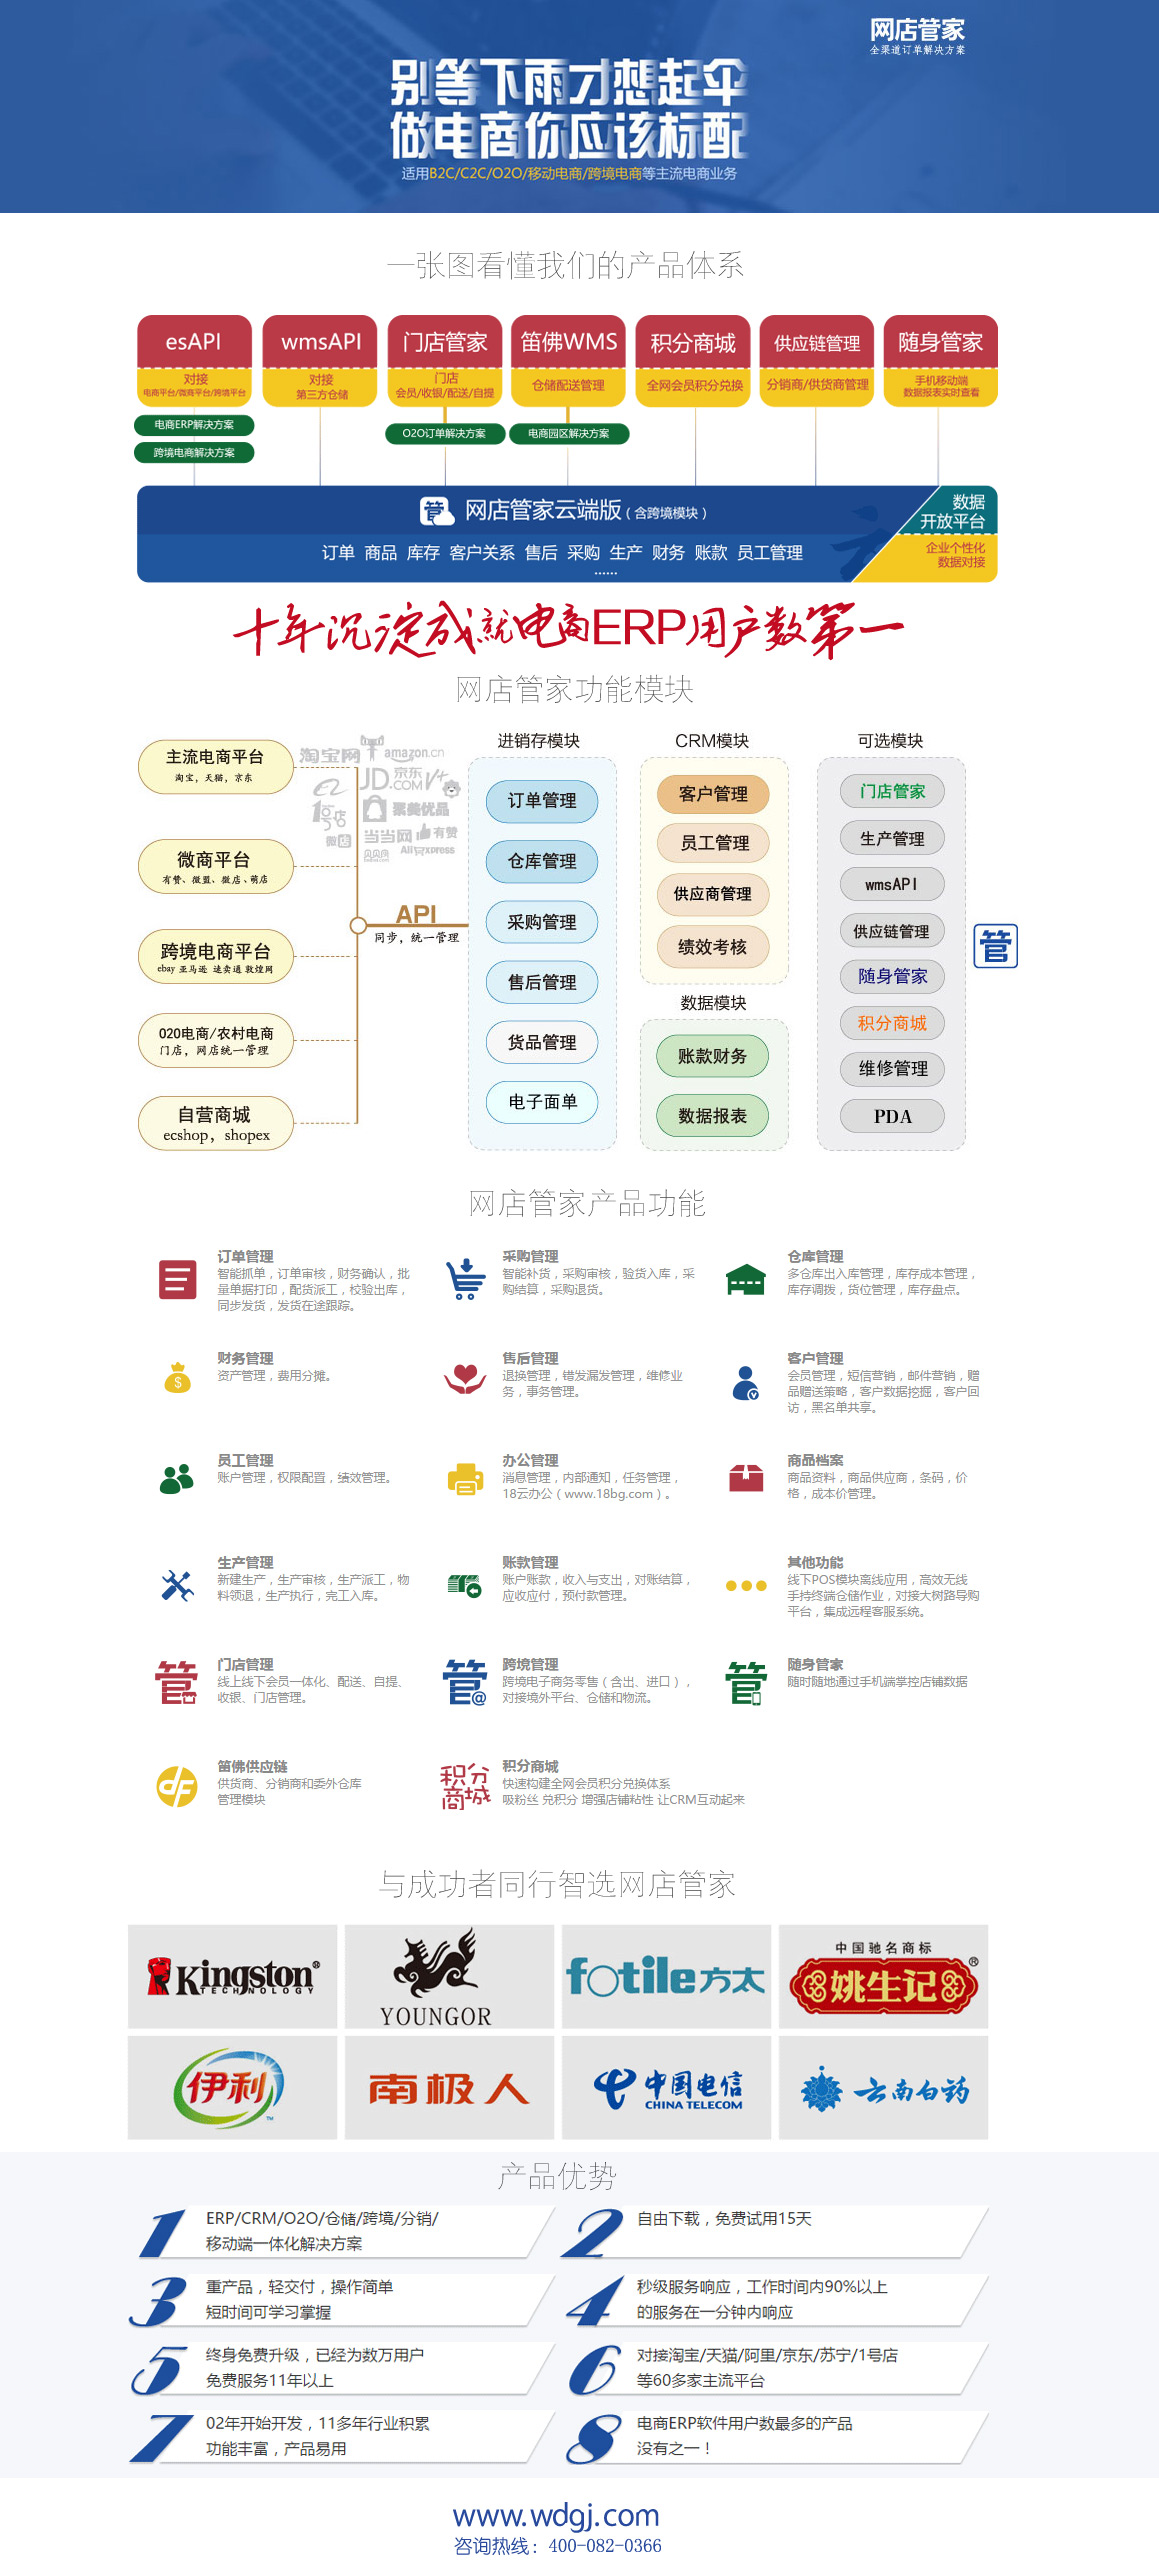 网店管家
全渠道订单解决方案
别等下雨才想起伞
做电商你应该标配
适用B2C/C2C/O2O/移动电商/跨境电商等主流电商业务
一张图看懂我们的产品体系
esAPI
对接
电商平台/微商平台/跨境平台
电商ERP解决方案
跨境电商解决方案
wmsAPI
对接
第三方仓储
门店管家
门店
会员/收银/配送/自提
O2O订单解决方案
笛佛WMS
仓储配送管理
电商园区解决方案
积分商城
全网会员积分兑换
供应链管理
分销商/供货商管理
随身管家
手机移动端
数据报表实时查看
管 网店管家云端版（含跨境模块）
订单 商品 库存 客户关系 售后 采购 生产 财务 账款 员工管理
......
云
数据
开放平台
企业个性化
数据对接
十年沉淀成就电商ERP用户数第一
网店管家功能模块
主流电商平台
淘宝，天猫，京东
微商平台
有赞、微盟、微店、萌店
跨境电商平台
ebay 亚马逊 速卖通 敦煌网
O2O电商/农村电商
门店，网店统一管理
自营商城
ecshop，shopex
淘宝网
amazon.cn
JD.COM 京东
V+
1号店
聚美优品
微店
当当网
有赞
贝贝网
AliExpress
API
同步，统一管理
进销存模块
订单管理
仓库管理
采购管理
售后管理
货品管理
电子面单
CRM模块
客户管理
员工管理
供应商管理
绩效考核
数据模块
账款财务
数据报表
可选模块
门店管家
生产管理
wmsAPI
供应链管理
随身管家
积分商城
维修管理
PDA
管
网店管家产品功能
订单管理
智能抓单，订单审核，财务确认，批
量单据打印，配货派工，校验出库，
同步发货，发货在途跟踪。
采购管理
智能补货，采购审核，验货入库，采
购结算，采购退货。
仓库管理
多仓库出入库管理，库存成本管理，
库存调拨，货位管理，库存盘点。
财务管理
资产管理，费用分摊。
售后管理
退换管理，错发漏发管理，维修业
务，事务管理。
客户管理
会员管理，短信营销，邮件营销，赠
品赠送策略，客户数据挖掘，客户回
访，黑名单共享。
员工管理
账户管理，权限配置，绩效管理。
办公管理
消息管理，内部通知，任务管理，
18云办公（www.18bg.com）。
商品档案
商品资料，商品供应商，条码，价
格，成本价管理。
生产管理
新建生产，生产审核，生产派工，物
料领退，生产执行，完工入库。
账款管理
账户账款，收入与支出，对账结算，
应收应付，预付款管理。
其他功能
线下POS模块离线应用，高效无线
手持终端仓储作业，对接大树路导购
平台，集成远程客服系统。
管
门店管理
线上线下会员一体化、配送、自提、
收银、门店管理。
管@
跨境管理
跨境电子商务零售（含出、进口），
对接境外平台、仓储和物流。
管
随身管家
随时随地通过手机端掌控店铺数据
dF
笛佛供应链
供货商、分销商和委外仓库
管理模块
积分
商城
积分商城
快速构建全网会员积分兑换体系
吸粉丝 兑积分 增强店铺粘性 让CRM互动起来
与成功者同行智选网店管家
Kingston®
TECHNOLOGY
YOUNGOR
fotile方太
中国驰名商标
姚生记®
伊利™
南极人
中国电信
CHINA TELECOM
云南白药
产品优势
1
ERP/CRM/O2O/仓储/跨境/分销/
移动端一体化解决方案
2
自由下载，免费试用15天
3
重产品，轻交付，操作简单
短时间可学习掌握
4
秒级服务响应，工作时间内90%以上
的服务在一分钟内响应
5
终身免费升级，已经为数万用户
免费服务11年以上
6
对接淘宝/天猫/阿里/京东/苏宁/1号店
等60多家主流平台
7
02年开始开发，11多年行业积累
功能丰富，产品易用
8
电商ERP软件用户数最多的产品
没有之一！
www.wdgj.com
咨询热线：400-082-0366